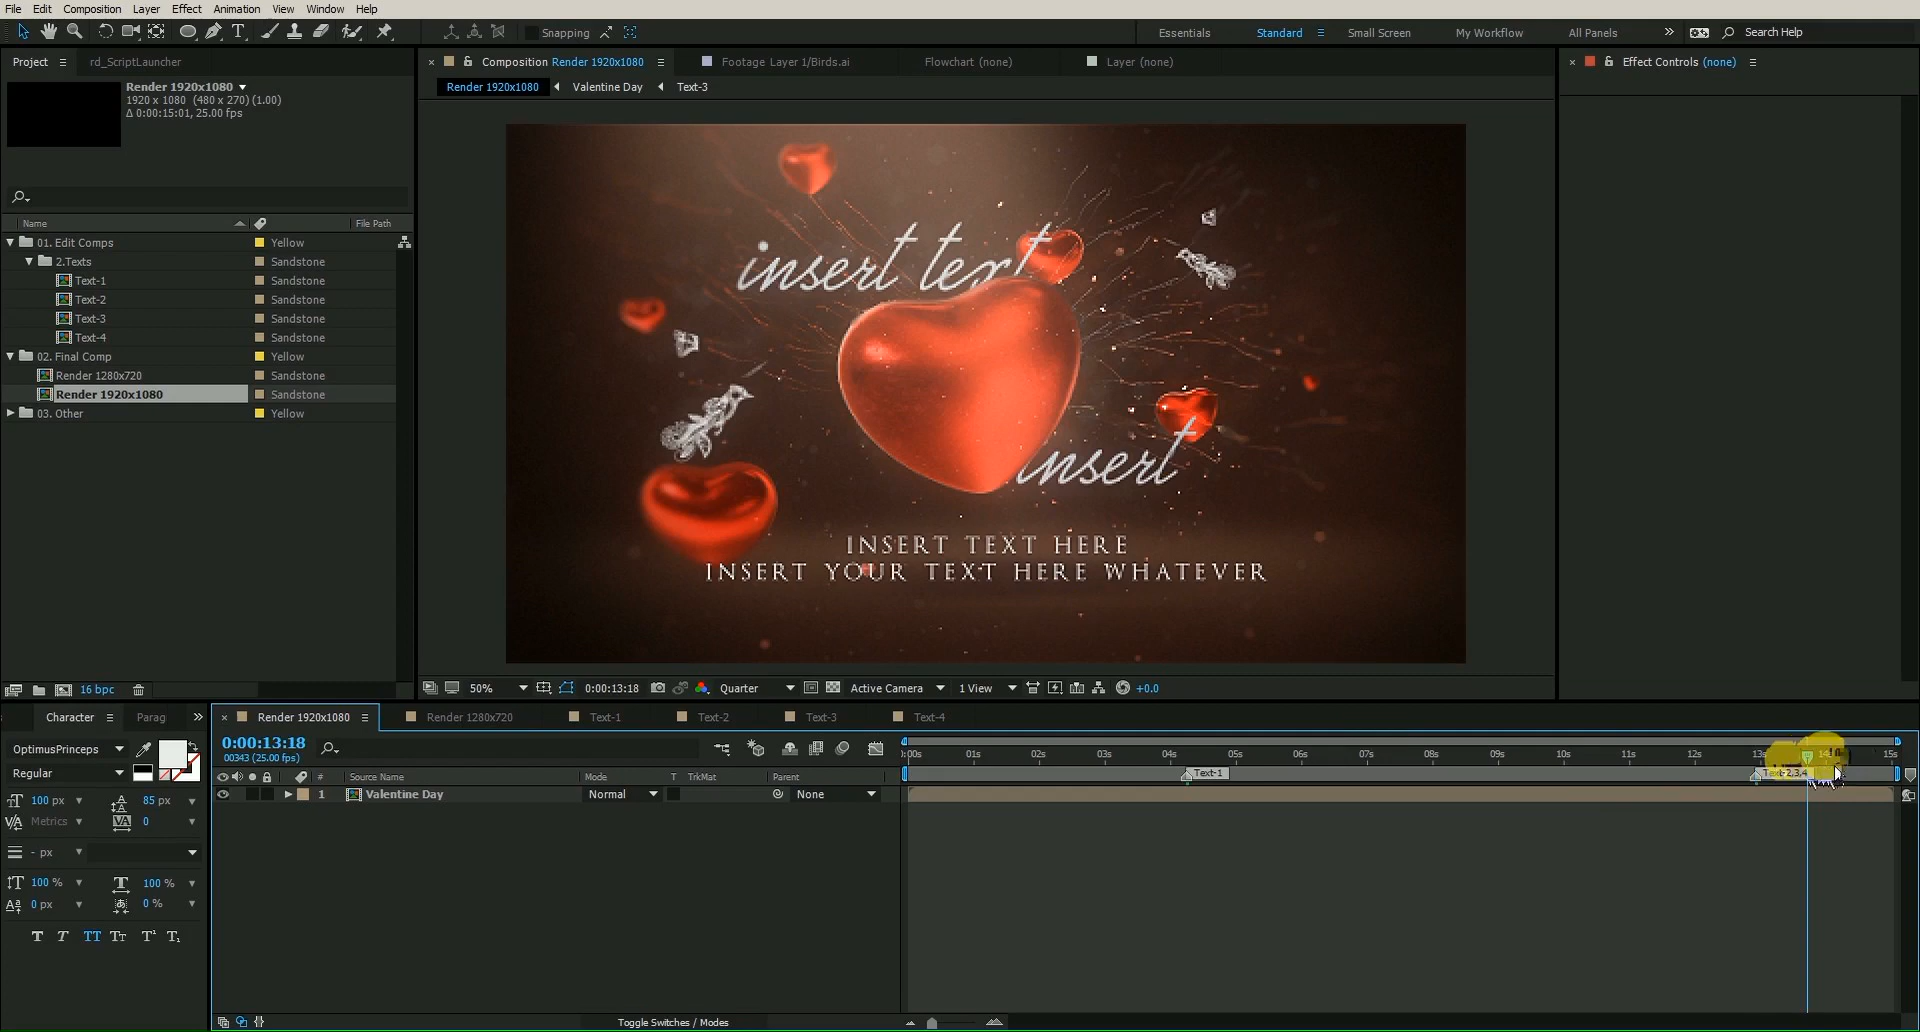 File Edit Composition Layer Effect Animation View Window Help
Snapping
Essentials Standard Small Screen My Workflow All Panels Search Help
Project rd_ScriptLauncher
Composition Render 1920x1080 Footage Layer 1/Birds.ai Flowchart (none) Layer (none)
Effect Controls (none)
Render 1920x1080 Valentine Day Text-3
Render 1920x1080
1920 x 1080 (480 x 270) (1.00)
Δ 0:00:15:01, 25.00 fps
Name File Path
01. Edit Comps Yellow
2.Texts Sandstone
Text-1 Sandstone
Text-2 Sandstone
Text-3 Sandstone
Text-4 Sandstone
02. Final Comp Yellow
Render 1280x720 Sandstone
Render 1920x1080 Sandstone
03. Other Yellow
insert text
insert
INSERT TEXT HERE
INSERT YOUR TEXT HERE WHATEVER
16 bpc
50% 0:00:13:18 Quarter Active Camera 1 View +0.0
Character Parag
Render 1920x1080 Render 1280x720 Text-1 Text-2 Text-3 Text-4
OptimusPrinceps
Regular
100 px 85 px
Metrics 0
- px
100 % 100 %
0 px 0 %
T T TT Tt T¹ T₁
0:00:13:18
00343 (25.00 fps)
:00s 01s 02s 03s 04s 05s 06s 07s 08s 09s 10s 11s 12s 13s 14s 15s
Text-1 Text-2,3,4
# Source Name Mode T TrkMat Parent
1 Valentine Day Normal None
Toggle Switches / Modes